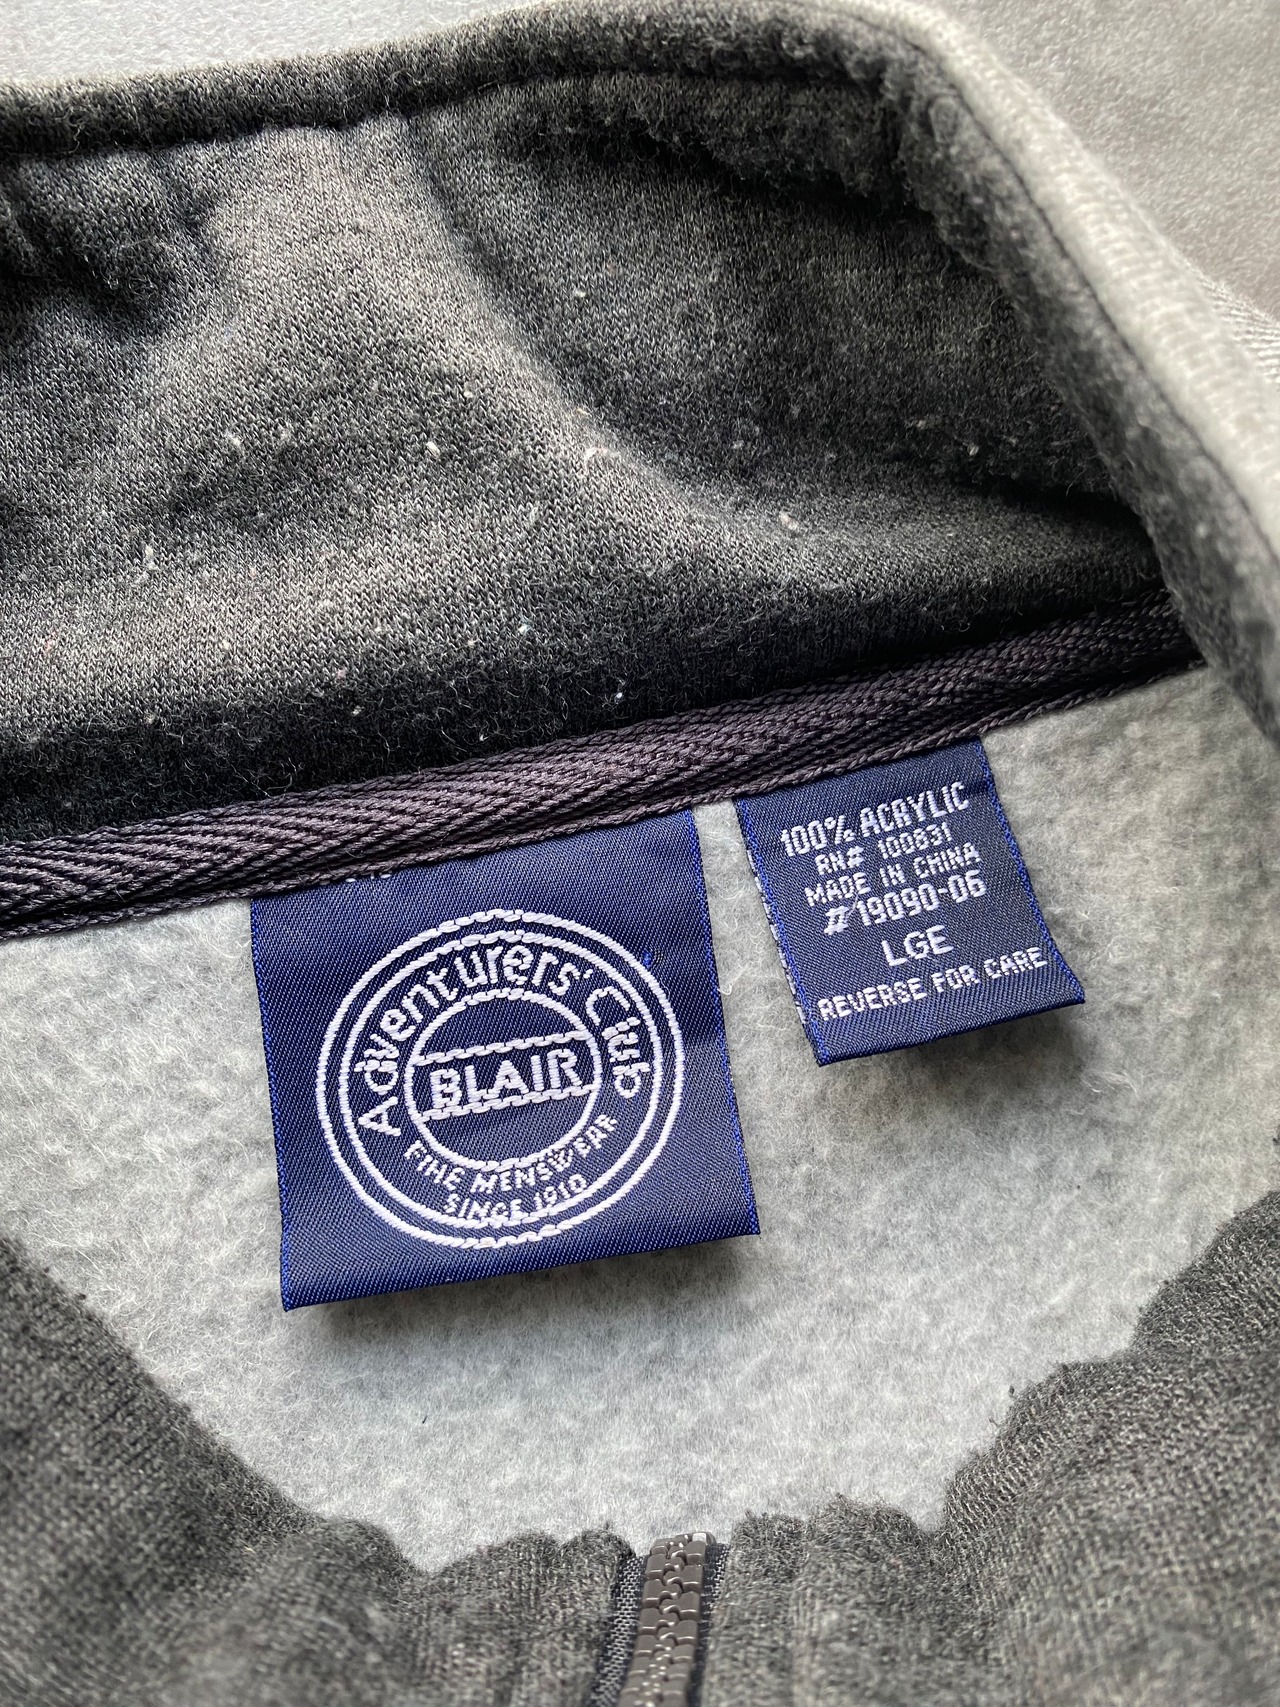 Adventurers' Club
BLAIR
FINE MENSWEAR
SINCE 1910
100% ACRYLIC
RN# 100031
MADE IN CHINA
#19090-06
LGE
REVERSE FOR CARE